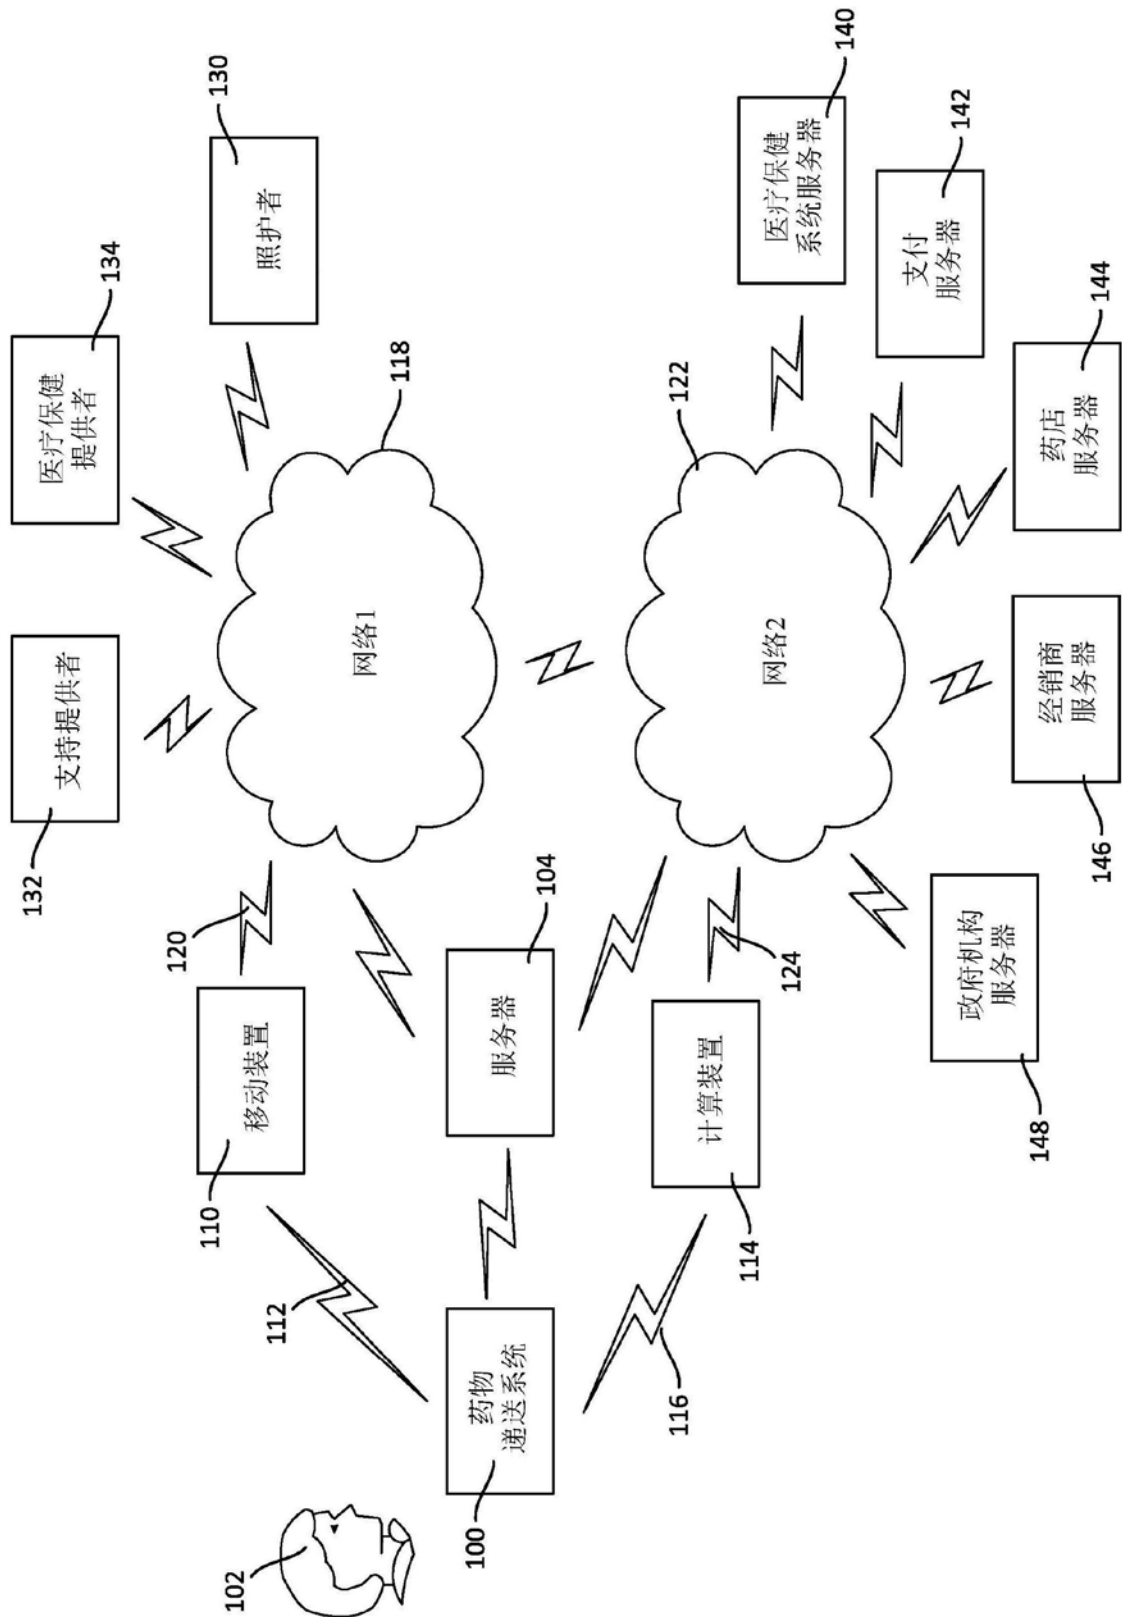 132
支持提供者
医疗保健
提供者
134
照护者
130
120
网络1
118
移动装置
110
112
服务器
104
药物
递送系统
100
102
116
计算装置
114
124
网络2
122
医疗保健
系统服务器
140
支付
服务器
142
药店
服务器
144
经销商
服务器
146
政府机构
服务器
148